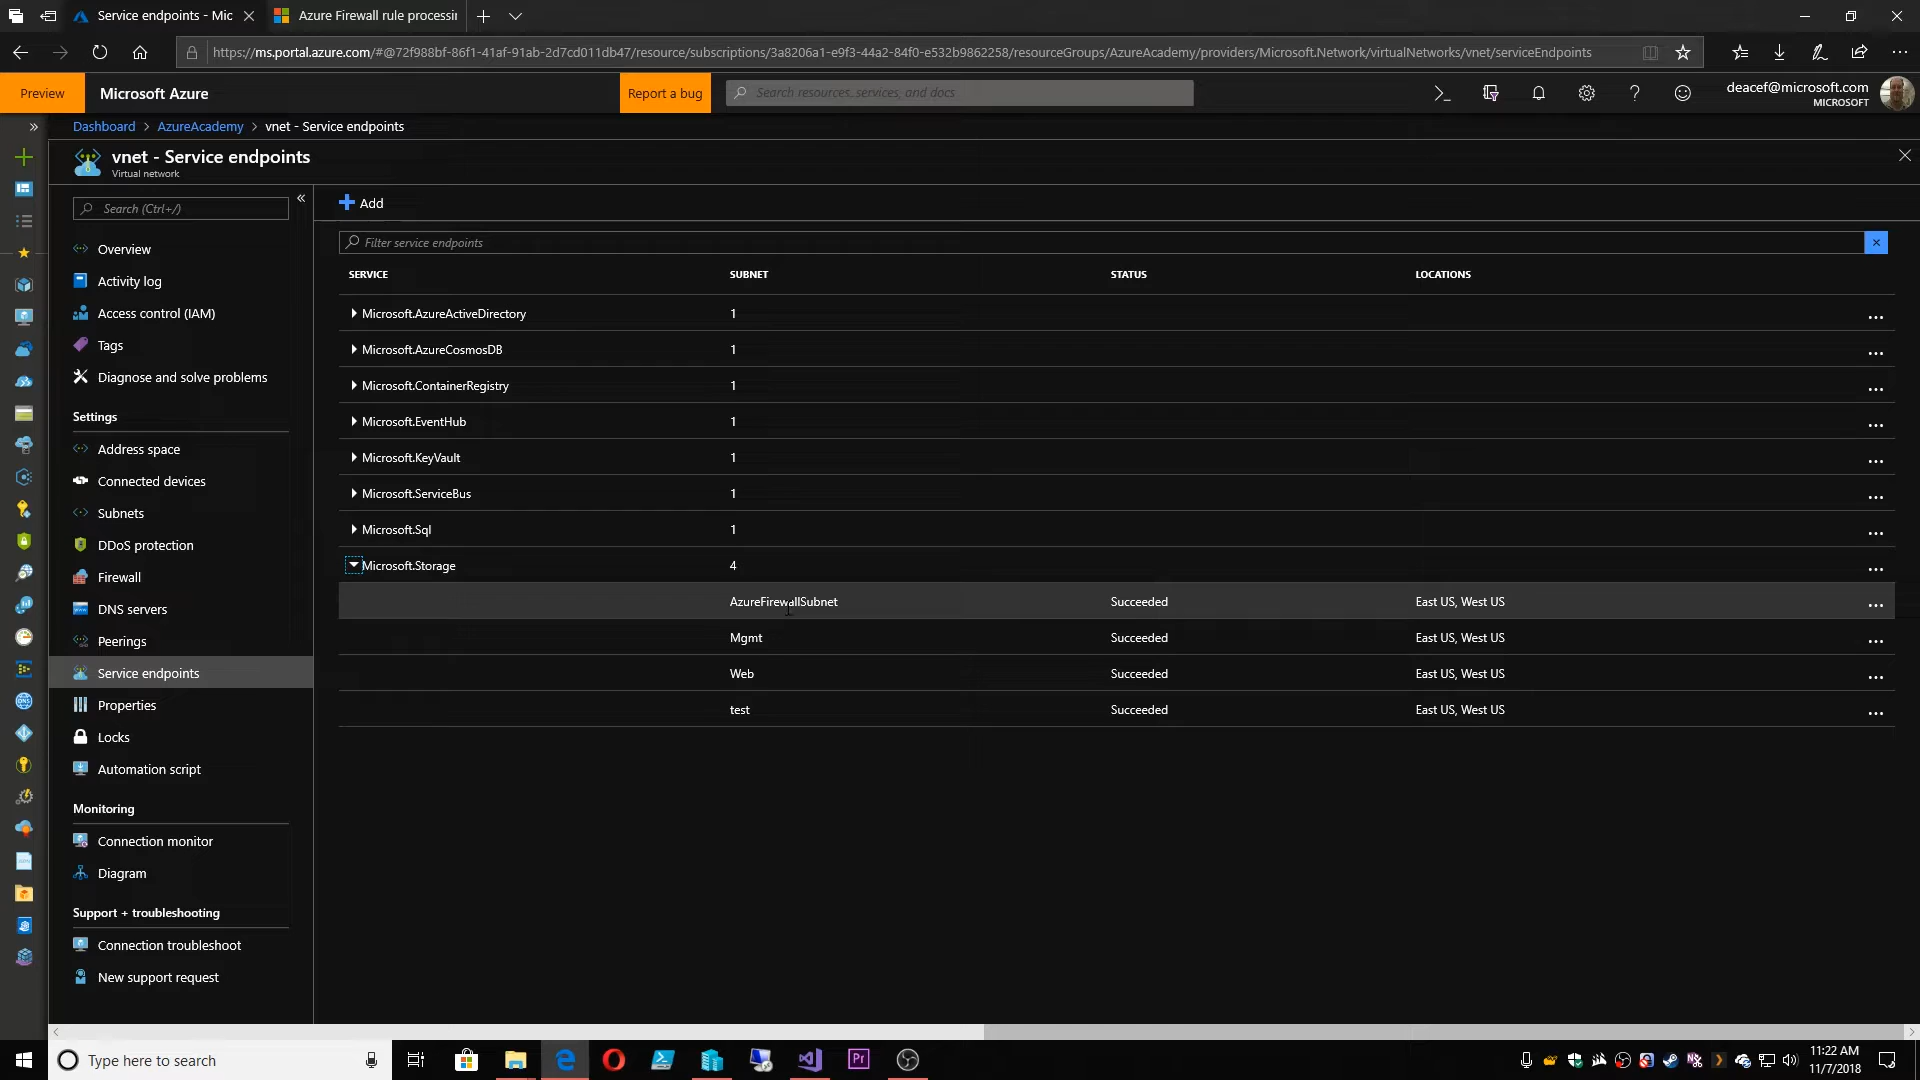 Service endpoints - Mic
Azure Firewall rule processin
https://ms.portal.azure.com/#@72f988bf-86f1-41af-91ab-2d7cd011db47/resource/subscriptions/3a8206a1-e9f3-44a2-84f0-e532b9862258/resourceGroups/AzureAcademy/providers/Microsoft.Network/virtualNetworks/vnet/serviceEndpoints
Preview
Microsoft Azure
Report a bug
Search resources, services, and docs
deacef@microsoft.com
MICROSOFT
Dashboard > AzureAcademy > vnet - Service endpoints
vnet - Service endpoints
Virtual network
Search (Ctrl+/)
Overview
Activity log
Access control (IAM)
Tags
Diagnose and solve problems
Settings
Address space
Connected devices
Subnets
DDoS protection
Firewall
DNS servers
Peerings
Service endpoints
Properties
Locks
Automation script
Monitoring
Connection monitor
Diagram
Support + troubleshooting
Connection troubleshoot
New support request
Add
Filter service endpoints
SERVICE SUBNET STATUS LOCATIONS
Microsoft.AzureActiveDirectory 1
Microsoft.AzureCosmosDB 1
Microsoft.ContainerRegistry 1
Microsoft.EventHub 1
Microsoft.KeyVault 1
Microsoft.ServiceBus 1
Microsoft.Sql 1
Microsoft.Storage 4
AzureFirewallSubnet Succeeded East US, West US
Mgmt Succeeded East US, West US
Web Succeeded East US, West US
test Succeeded East US, West US
Type here to search
Pr
11:22 AM
11/7/2018